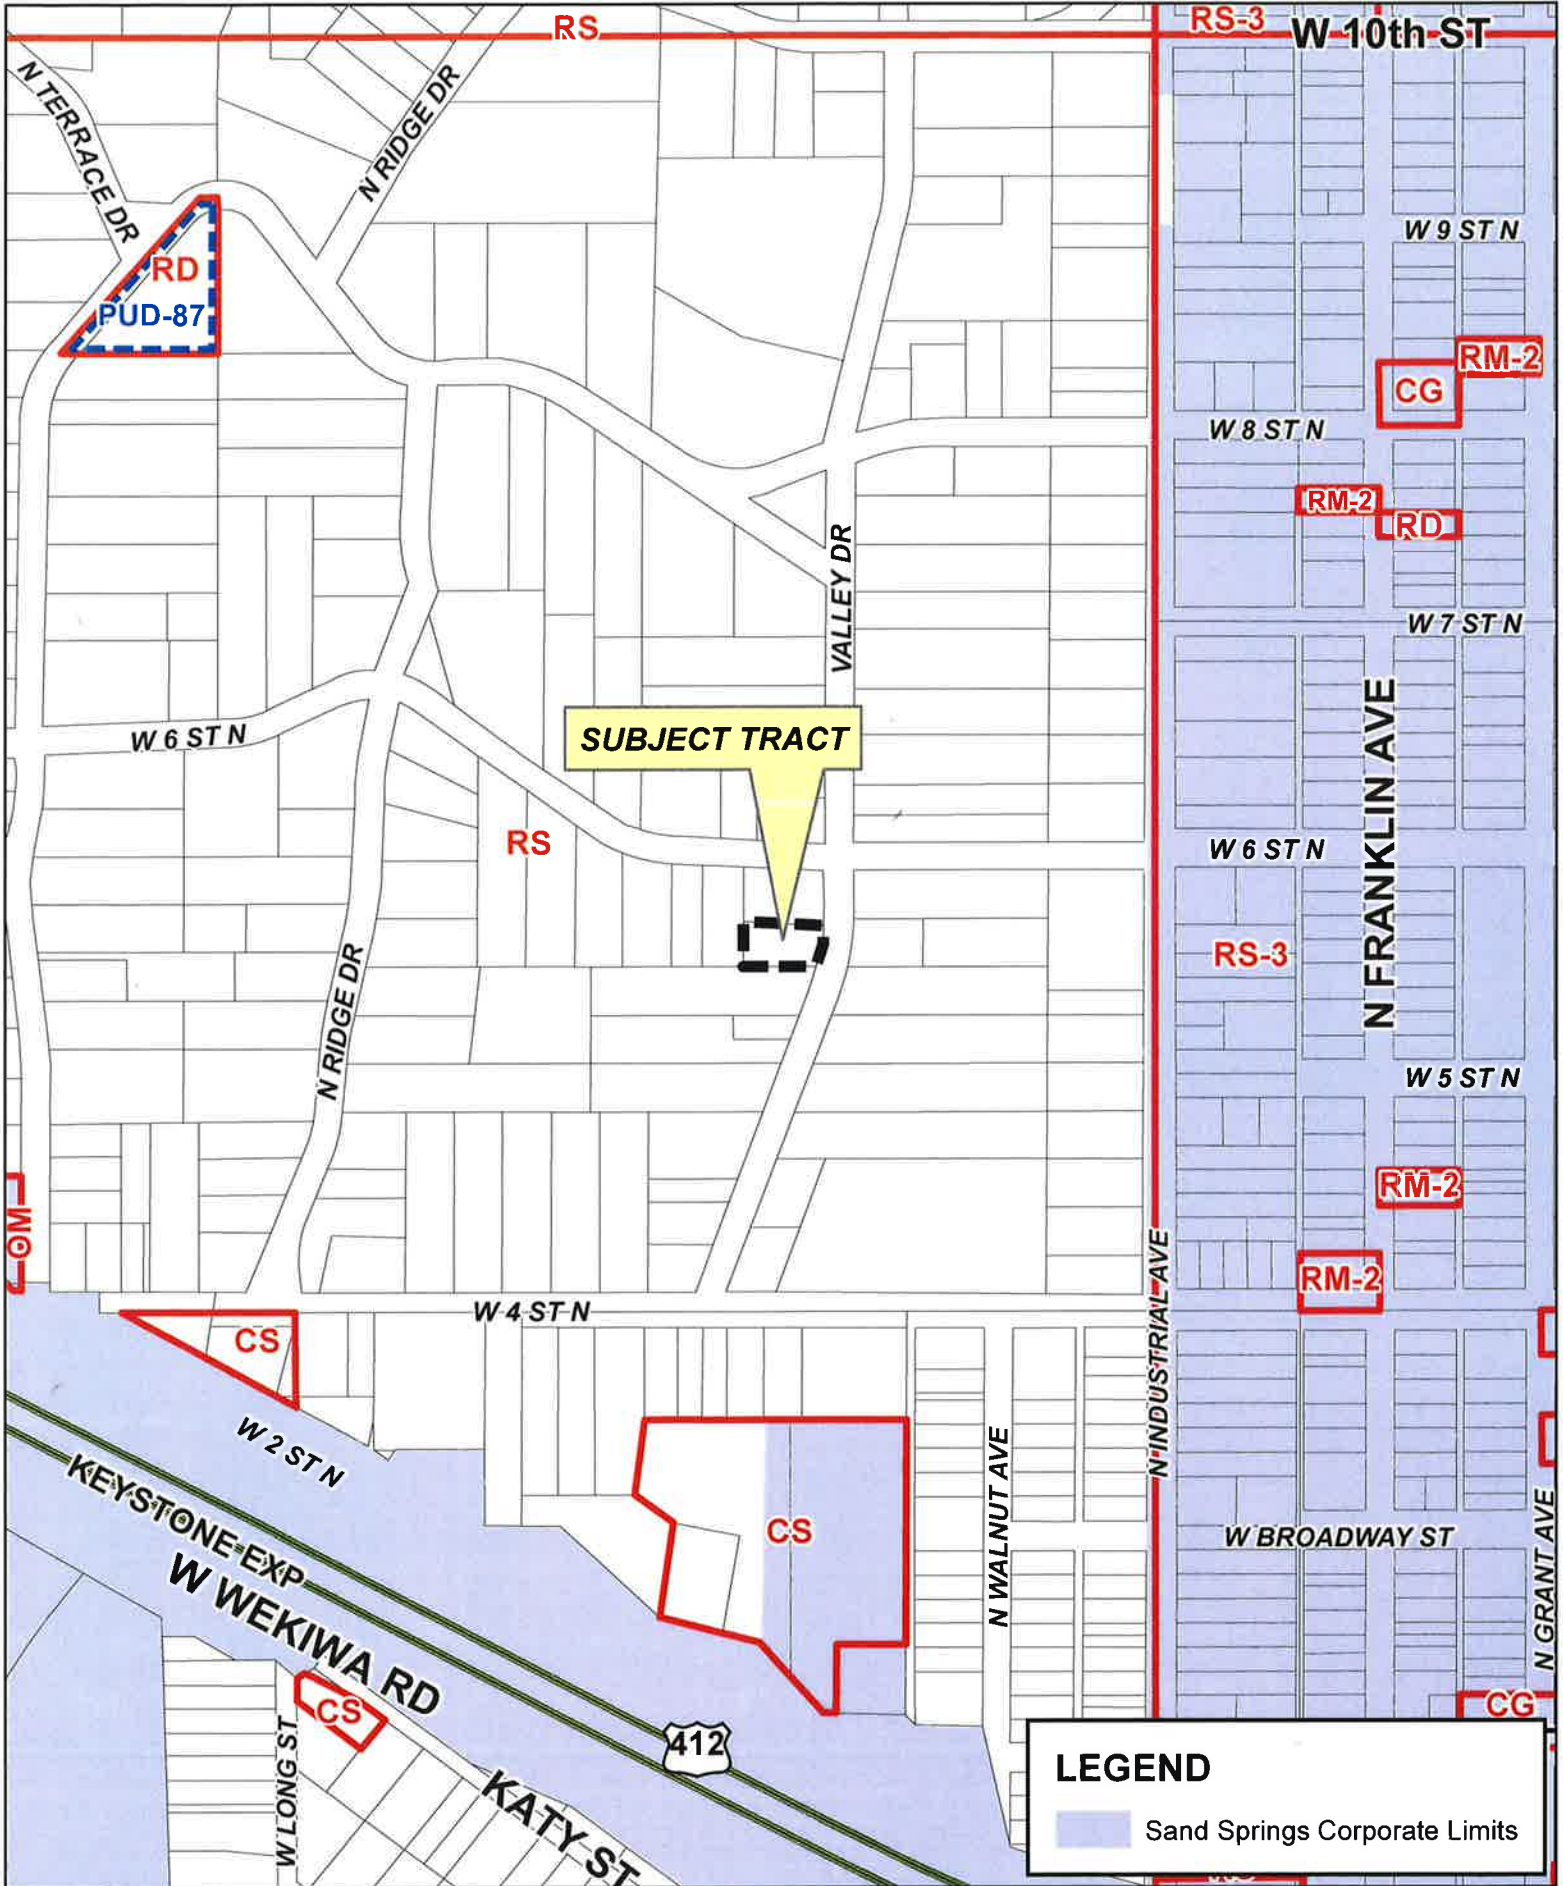 RS
RS-3
W 10th ST
N TERRACE DR
N RIDGE DR
W 9 ST N
RD
PUD-87
RM-2
CG
W 8 ST N
RM-2
RD
VALLEY DR
W 7 ST N
W 6 ST N
SUBJECT TRACT
N FRANKLIN AVE
RS
W 6 ST N
RS-3
N RIDGE DR
W 5 ST N
RM-2
OM
RM-2
W 4 ST N
CS
N INDUSTRIAL AVE
W 2 ST N
KEYSTONE EXP
CS
N WALNUT AVE
W BROADWAY ST
N GRANT AVE
W WEKIWA RD
CS
CG
W LONG ST
412
KATY ST
LEGEND
Sand Springs Corporate Limits